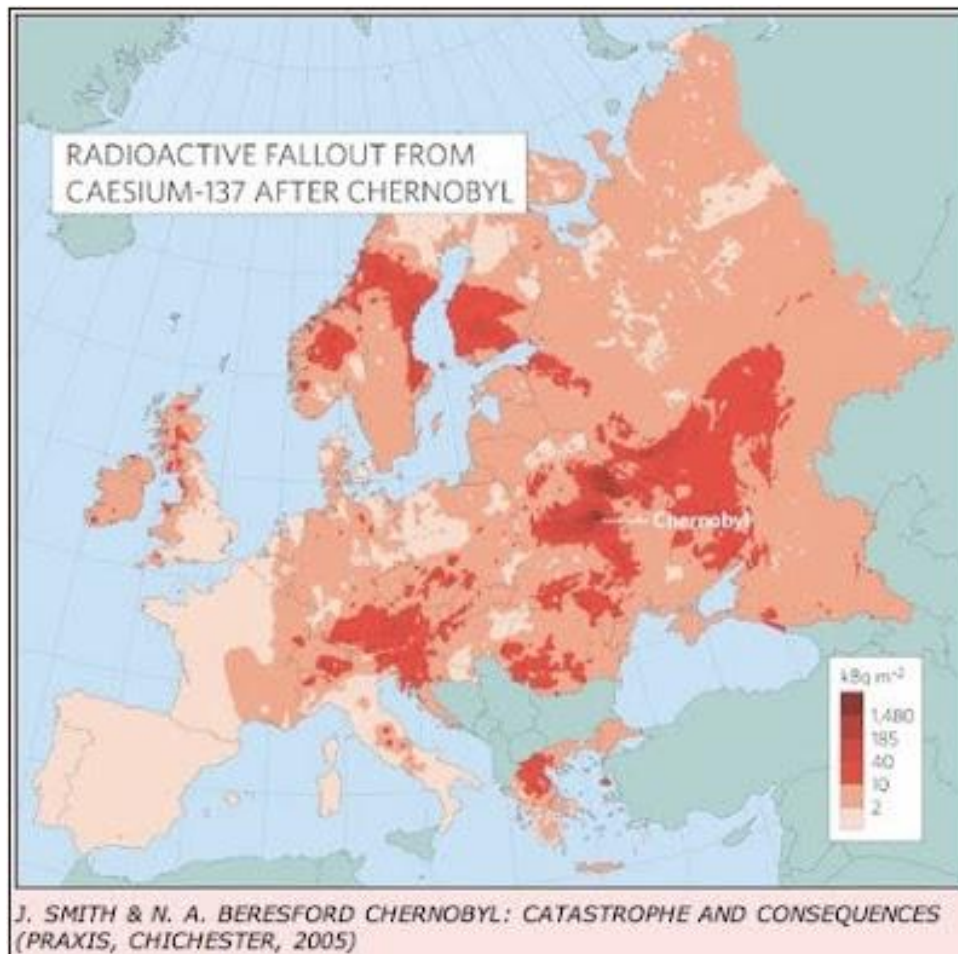 RADIOACTIVE FALLOUT FROM
CAESIUM-137 AFTER CHERNOBYL
Chernobyl
kBq m⁻²
1,480
185
40
10
2
J. SMITH & N. A. BERESFORD CHERNOBYL: CATASTROPHE AND CONSEQUENCES
(PRAXIS, CHICHESTER, 2005)